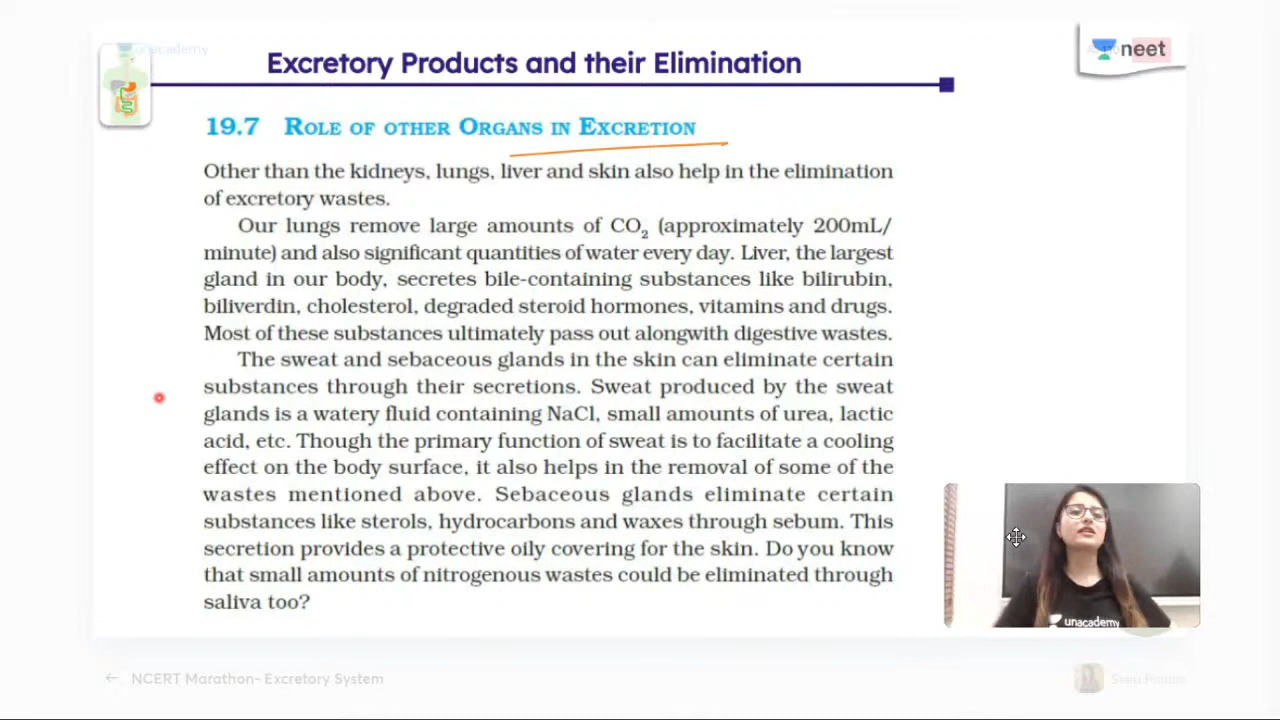 unacademy
neet
Excretory Products and their Elimination
19.7 ROLE OF OTHER ORGANS IN EXCRETION
Other than the kidneys, lungs, liver and skin also help in the elimination
of excretory wastes.
Our lungs remove large amounts of CO₂ (approximately 200mL/
minute) and also significant quantities of water every day. Liver, the largest
gland in our body, secretes bile-containing substances like bilirubin,
biliverdin, cholesterol, degraded steroid hormones, vitamins and drugs.
Most of these substances ultimately pass out alongwith digestive wastes.
The sweat and sebaceous glands in the skin can eliminate certain
substances through their secretions. Sweat produced by the sweat
glands is a watery fluid containing NaCl, small amounts of urea, lactic
acid, etc. Though the primary function of sweat is to facilitate a cooling
effect on the body surface, it also helps in the removal of some of the
wastes mentioned above. Sebaceous glands eliminate certain
substances like sterols, hydrocarbons and waxes through sebum. This
secretion provides a protective oily covering for the skin. Do you know
that small amounts of nitrogenous wastes could be eliminated through
saliva too?
unacademy
NCERT Marathon- Excretory System